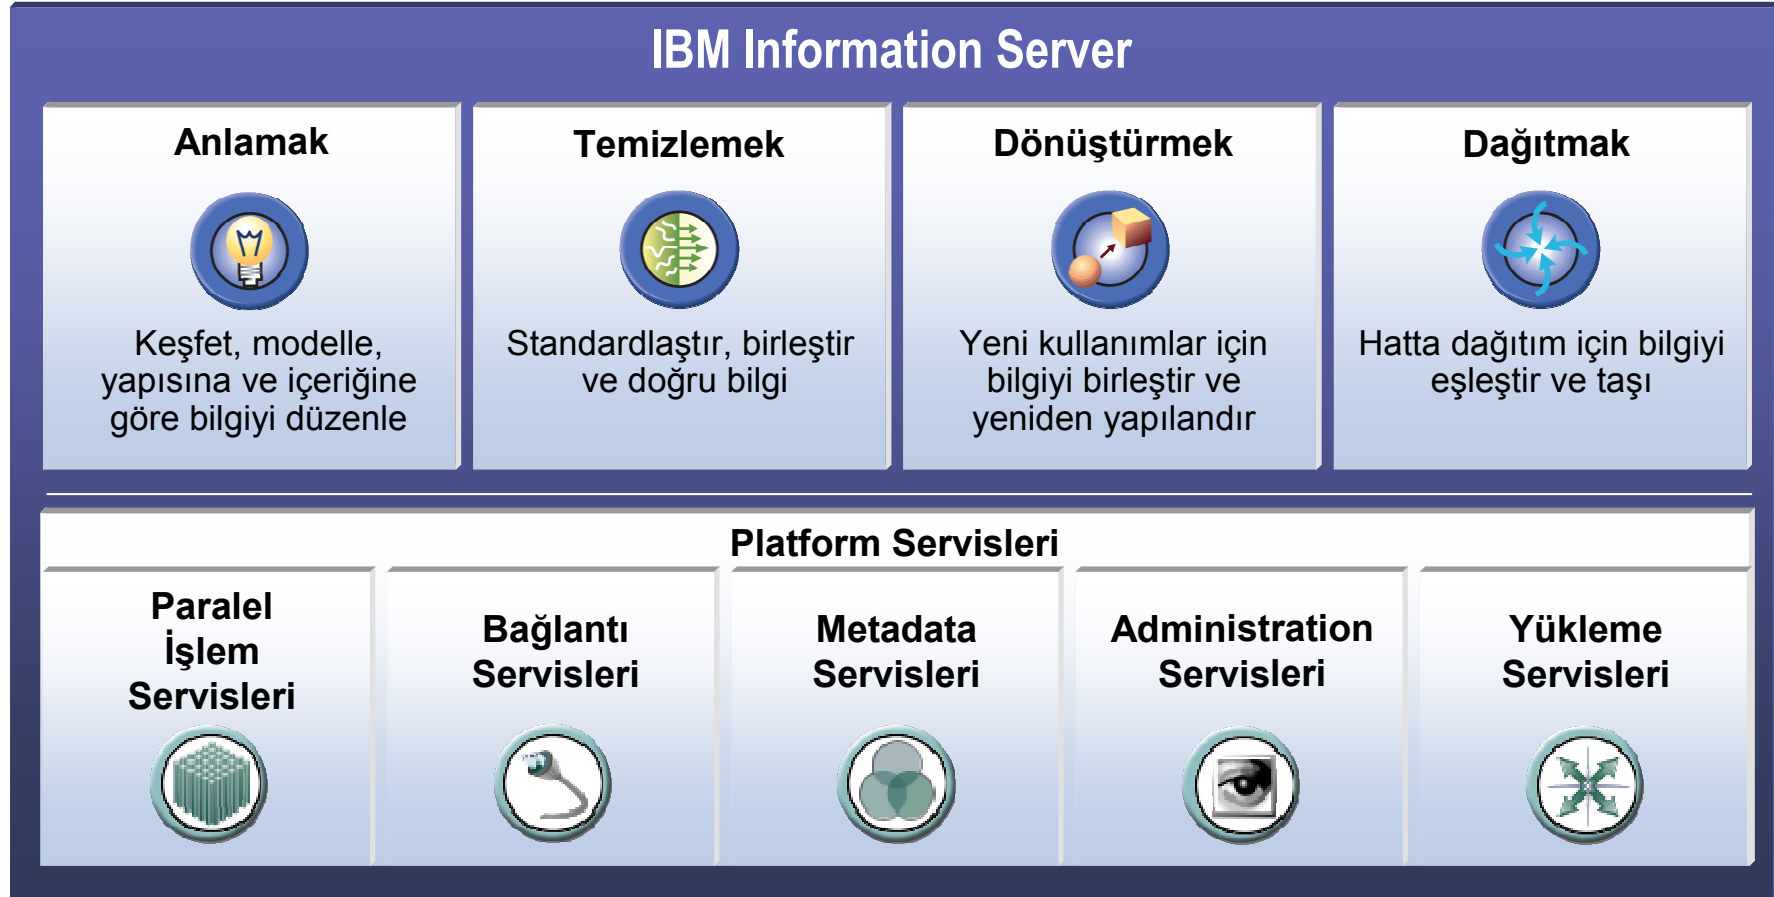 IBM Information Server
Anlamak
Keşfet, modelle,
yapısına ve içeriğine
göre bilgiyi düzenle
Temizlemek
Standardlaştır, birleştir
ve doğru bilgi
Dönüştürmek
Yeni kullanımlar için
bilgiyi birleştir ve
yeniden yapılandır
Dağıtmak
Hatta dağıtım için bilgiyi
eşleştir ve taşı
Platform Servisleri
Paralel
İşlem
Servisleri
Bağlantı
Servisleri
Metadata
Servisleri
Administration
Servisleri
Yükleme
Servisleri